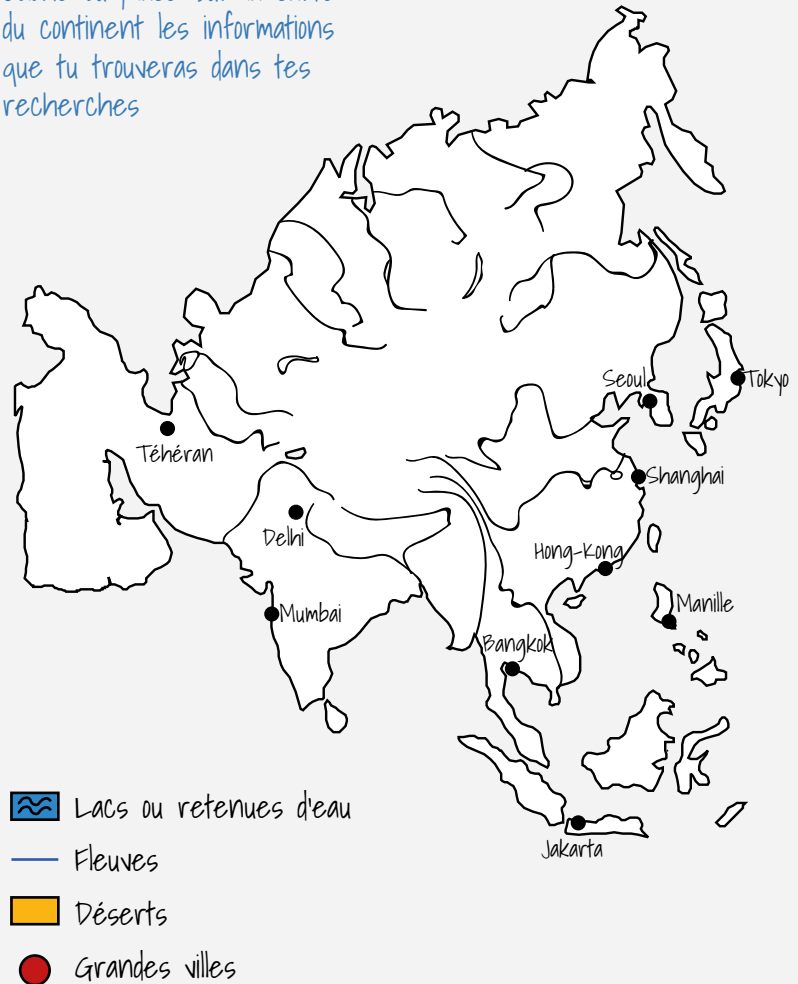 du continent les informations
que tu trouveras dans tes
recherches
Seoul
Tokyo
Téhéran
Shanghai
Delhi
Hong-Kong
Manille
Mumbai
Bangkok
Jakarta
Lacs ou retenues d'eau
Fleuves
Déserts
Grandes villes